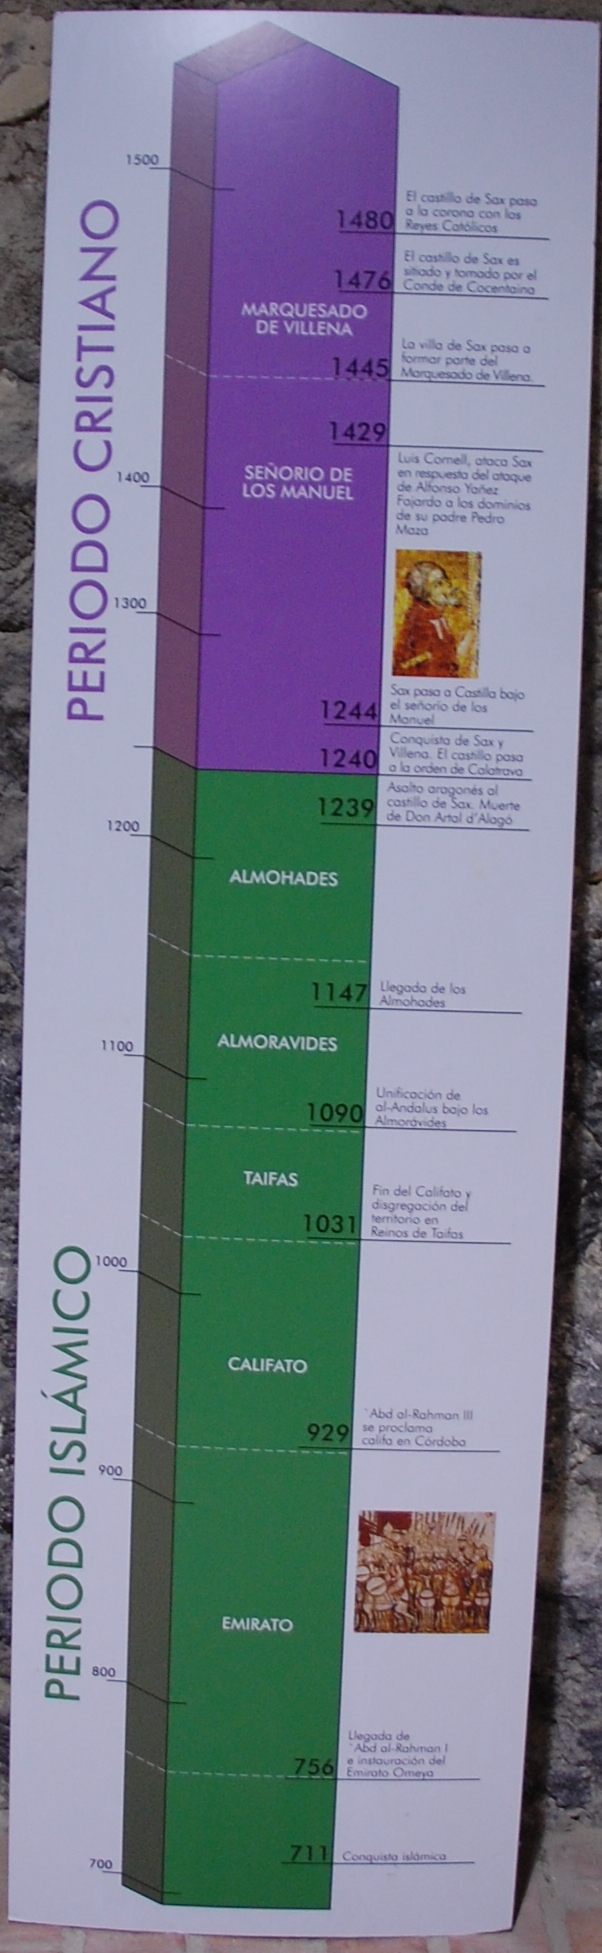 PERIODO CRISTIANO
1500
1480
El castillo de Sax pasa
a la corona con los
Reyes Católicos
1476
El castillo de Sax es
sitiado y tomado por el
Conde de Cocentaina
MARQUESADO
DE VILLENA
1445
La villa de Sax pasa a
formar parte del
Marquesado de Villena.
1429
Luis Cornell, ataca Sax
en respuesta del ataque
de Alfonso Yañez
Fajardo a los dominios
de su padre Pedro
Maza
SEÑORIO DE
LOS MANUEL
1400
1300
1244
Sax pasa a Castilla bajo
el señorio de los
Manuel
1240
Conquista de Sax y
Villena. El castillo pasa
a la orden de Calatrava
1239
Asalto aragonés al
castillo de Sax. Muerte
de Don Artal d'Alagó
1200
ALMOHADES
1147
Llegada de los
Almohades
ALMORAVIDES
1100
1090
Unificación de
al-Andalus bajo los
Almorávides
TAIFAS
1031
Fin del Califato y
disgregación del
territorio en
Reinos de Taifas
PERIODO ISLÁMICO
1000
CALIFATO
929
`Abd al-Rahman III
se proclama
califa en Córdoba
900
EMIRATO
800
756
Llegada de
`Abd al-Rahman I
e instauración del
Emirato Omeya
711
Conquista islámica
700